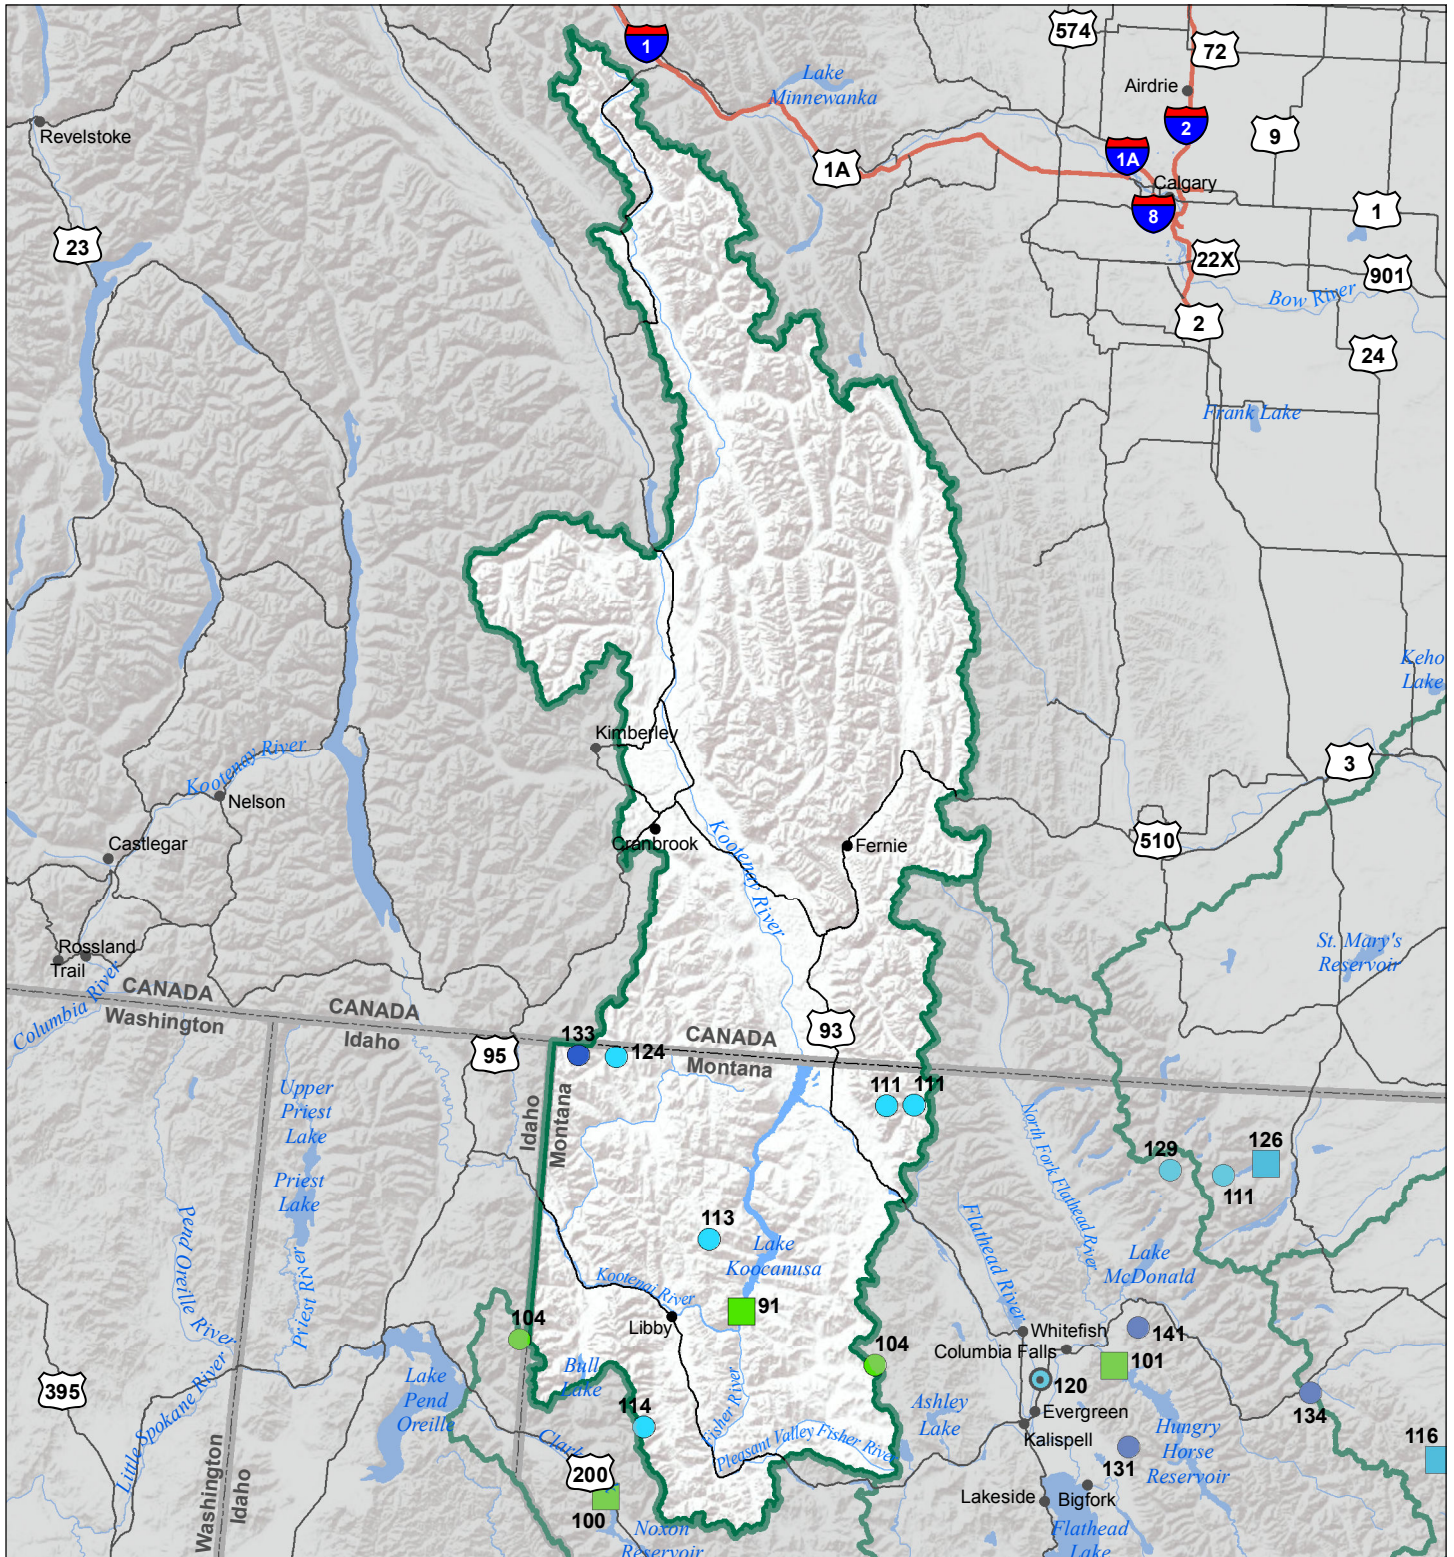 574
72
1
Lake
Minnewanka
Airdrie
Revelstoke
2
9
1A
1A
Calgary
8
1
23
22X
901
Bow River
2
24
Frank Lake
Keho
Lake
Kimberley
3
Kootenay River
Nelson
510
Castlegar
Cranbrook
Kootenay River
Fernie
Rossland
Trail
St. Mary's
Reservoir
Columbia River
CANADA
Washington
CANADA
Idaho
95
133
124
CANADA
Montana
93
Upper
Priest
Lake
Idaho
Montana
111
111
North Fork Flathead River
129
126
111
Priest
Lake
Pend Oreille River
Priest River
113
Lake
Koocanusa
Flathead River
Lake
McDonald
Kootenai River
91
Libby
104
104
Whitefish
141
Columbia Falls
101
120
395
Little Spokane River
Lake
Pend
Oreille
Bull
Lake
Fisher River
Ashley
Lake
Evergreen
134
114
Kalispell
Hungry
Horse
Reservoir
131
116
Clark
200
Pleasant Valley Fisher River
Washington
Idaho
100
Noxon
Reservoir
Lakeside
Bigfork
Flathead
Lake